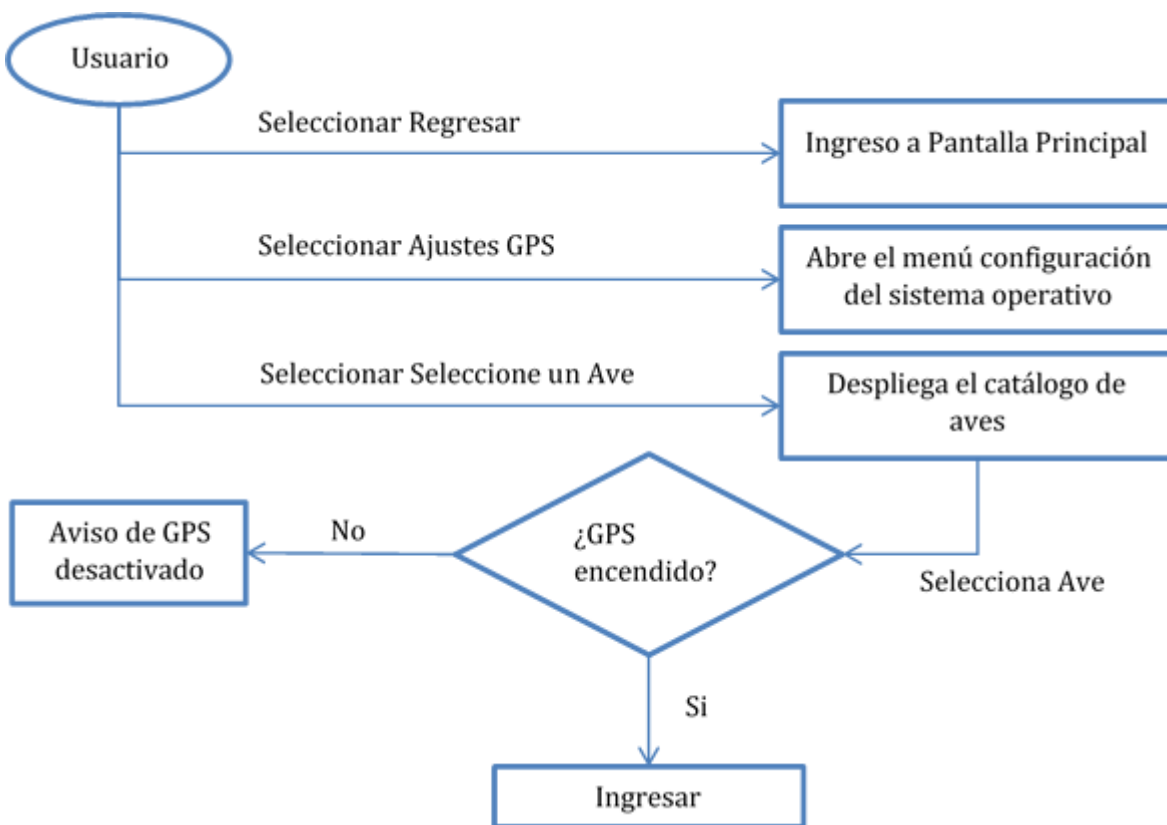 Usuario
Seleccionar Regresar
Ingreso a Pantalla Principal
Seleccionar Ajustes GPS
Abre el menú configuración
del sistema operativo
Seleccionar Seleccione un Ave
Despliega el catálogo de
aves
Aviso de GPS
desactivado
No
¿GPS
encendido?
Selecciona Ave
Si
Ingresar